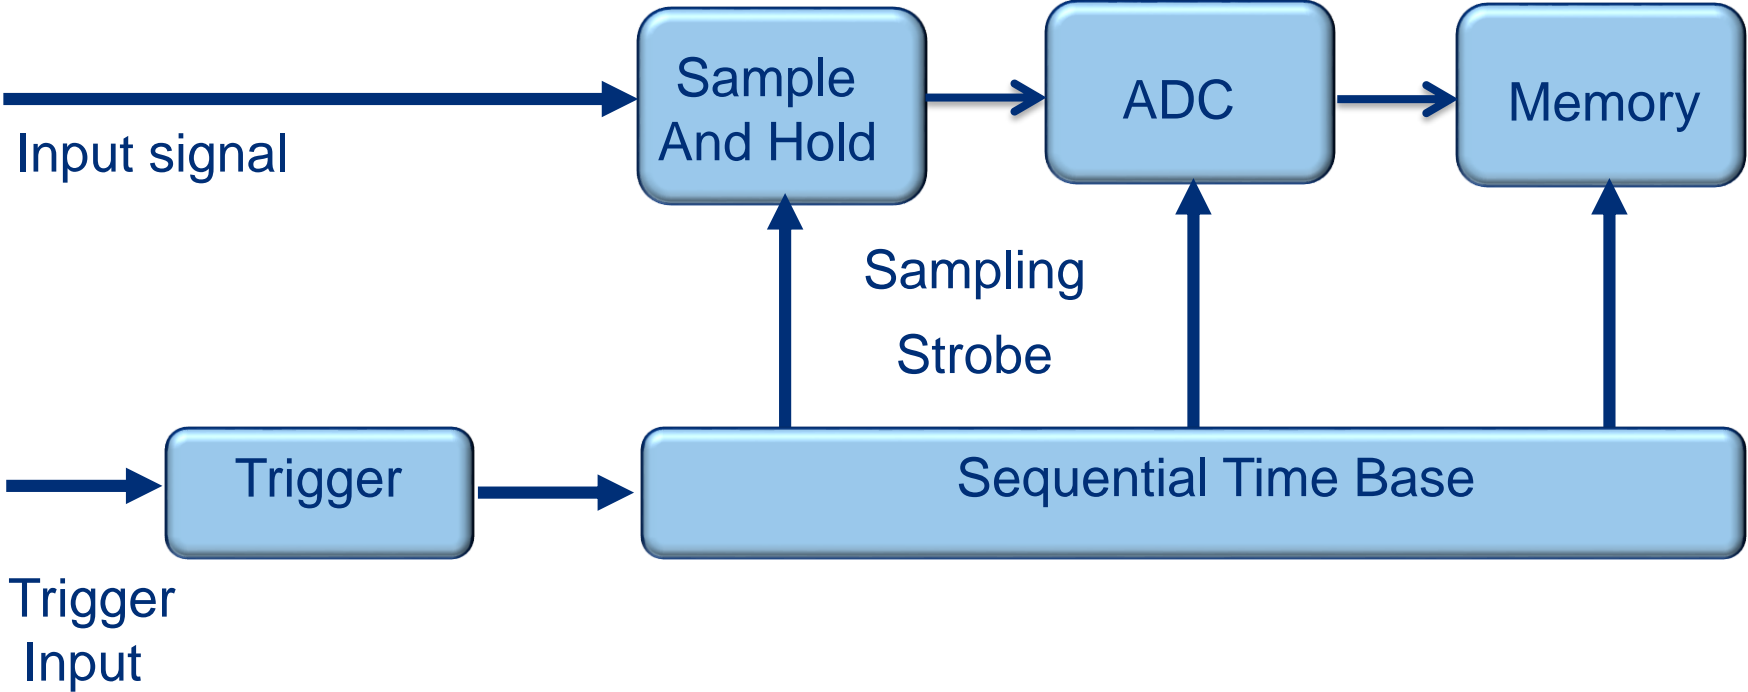 Sample
And Hold
ADC
Memory
Input signal
Sampling
Strobe
Trigger
Sequential Time Base
Trigger
Input